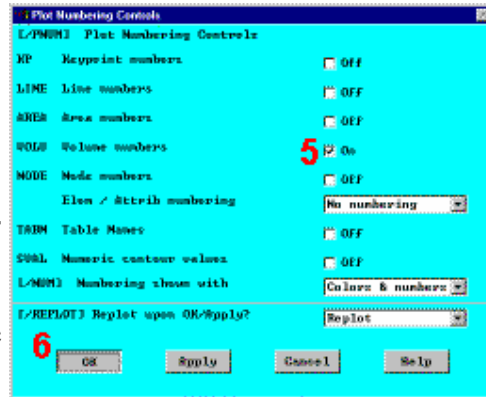 Plot Numbering Controls
[/PNUM] Plot Numbering Controls
KP Keypoint numbers Off
LINE Line numbers Off
AREA Area numbers Off
VOLU Volume numbers 5 On
NODE Node numbers Off
Elem / Attrib numbering No numbering
TABN Table Names Off
SVAL Numeric contour values Off
[/NUM] Numbering shown with Colors & numbers
[/REPLOT] Replot upon OK/Apply? Replot
6 OK Apply Cancel Help